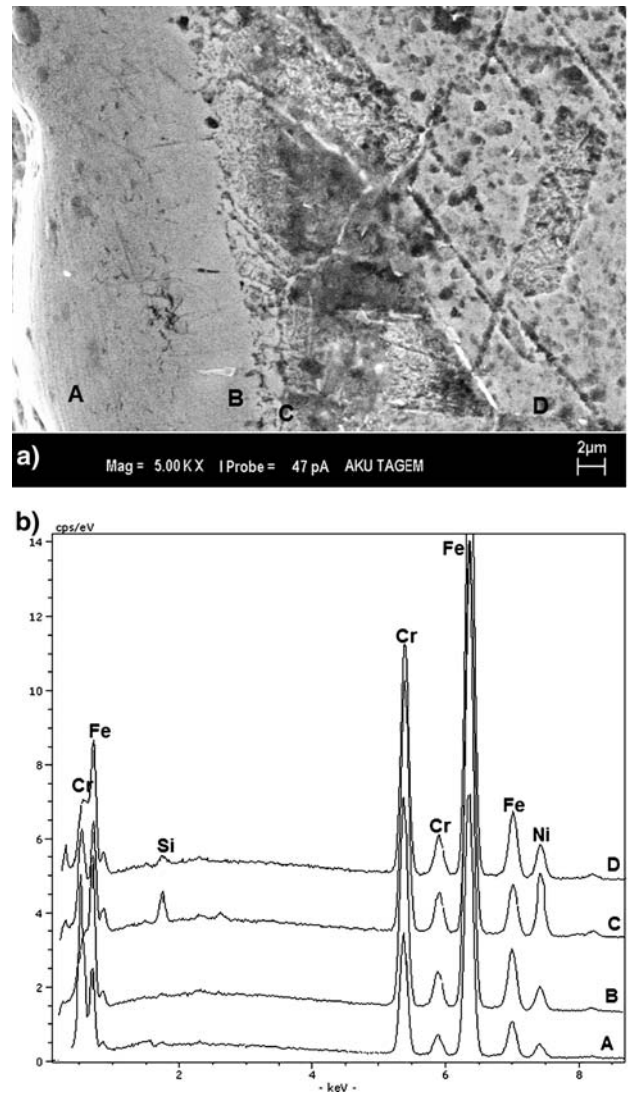 A
B
C
D
a)
Mag = 5.00 K X I Probe = 47 pA AKU TAGEM
2µm
b)
cps/eV
14
12
10
8
6
4
2
0
Fe
Cr
Fe
Cr
Si
Cr
Fe
Ni
D
C
B
A
2
4
6
8
- keV -